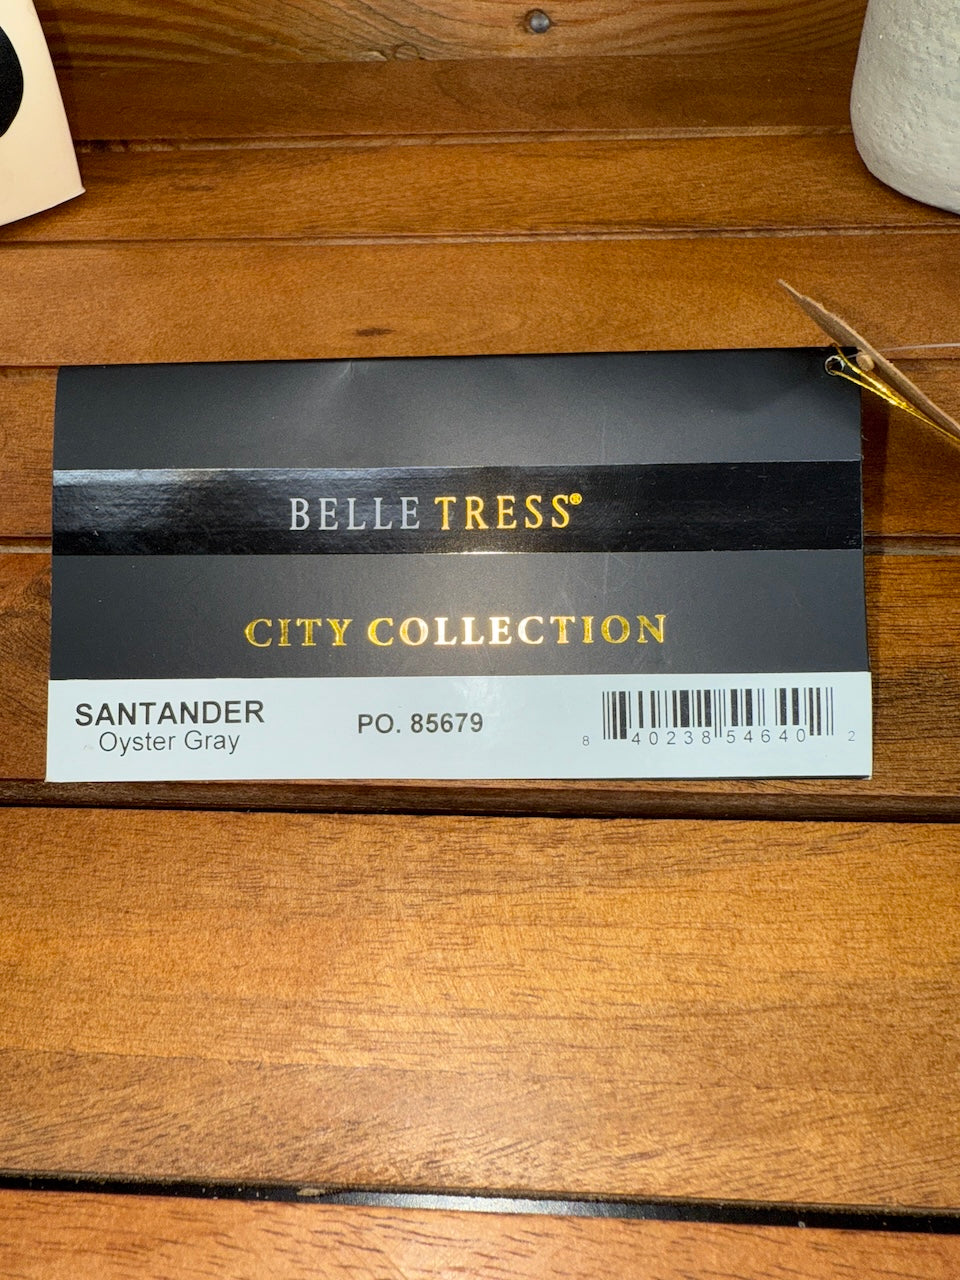 BELLE TRESS®
CITY COLLECTION
SANTANDER
Oyster Gray
PO. 85679
8 40238 54640 2